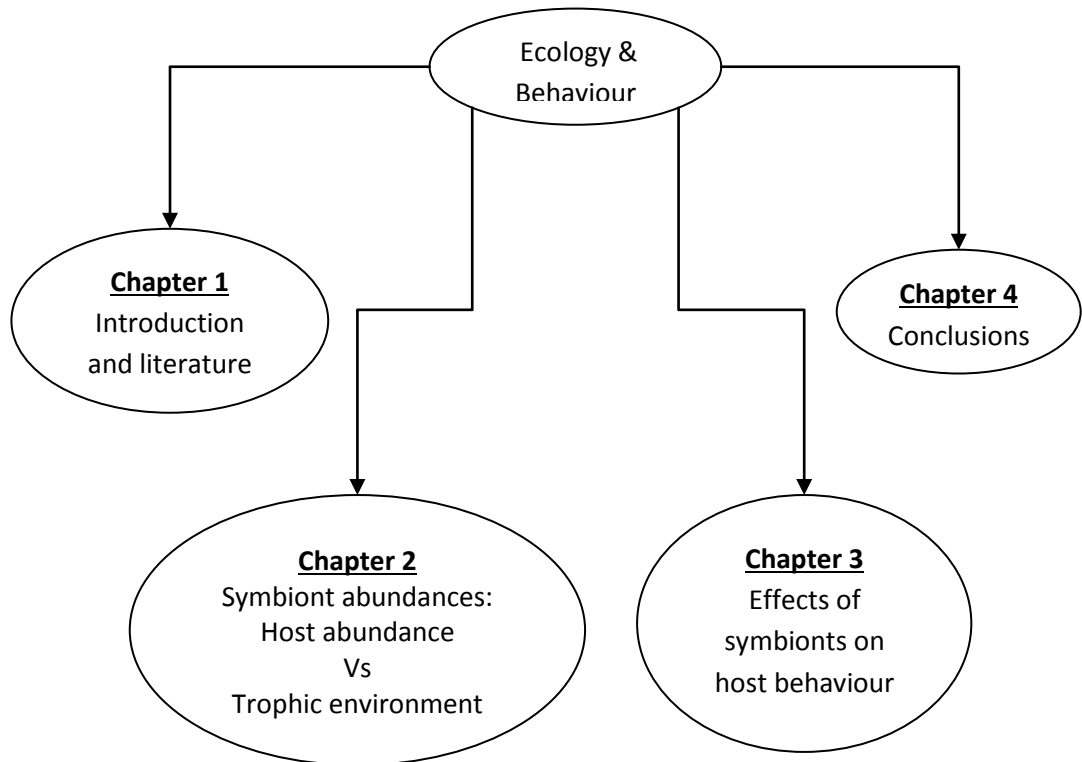 Ecology &
Behaviour
Chapter 1
Introduction
and literature
Chapter 4
Conclusions
Chapter 2
Symbiont abundances:
Host abundance
Vs
Trophic environment
Chapter 3
Effects of
symbionts on
host behaviour